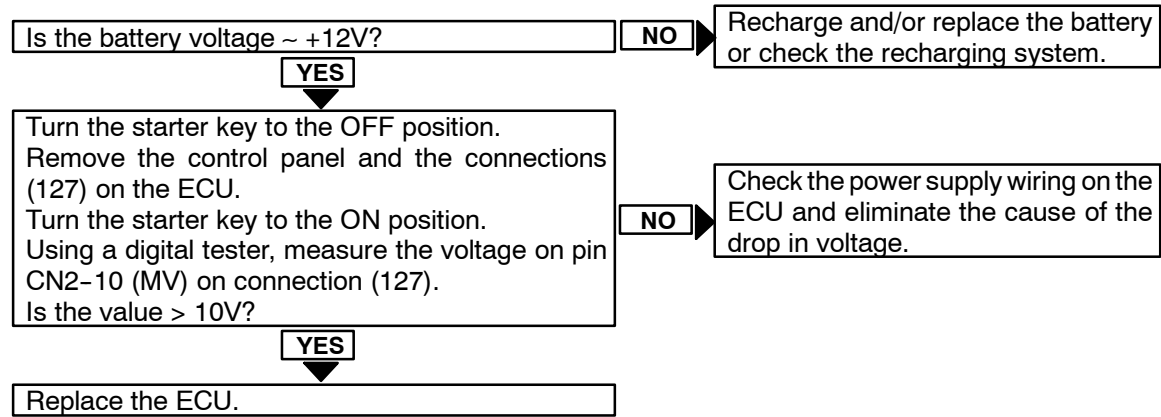 Is the battery voltage ~ +12V?
NO
Recharge and/or replace the battery
or check the recharging system.
YES
Turn the starter key to the OFF position.
Remove the control panel and the connections
(127) on the ECU.
Turn the starter key to the ON position.
Using a digital tester, measure the voltage on pin
CN2-10 (MV) on connection (127).
Is the value > 10V?
NO
Check the power supply wiring on the
ECU and eliminate the cause of the
drop in voltage.
YES
Replace the ECU.